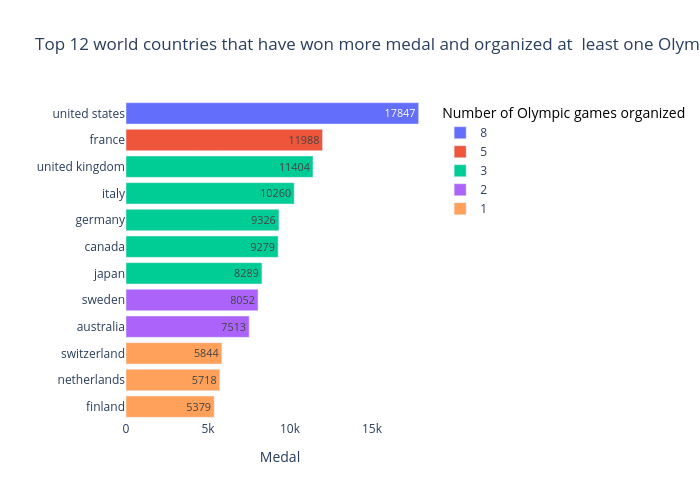 Top 12 world countries that have won more medal and organized at  least one Olym
Number of Olympic games organized
8
5
3
2
1
united states 17847
france 11988
united kingdom 11404
italy 10260
germany 9326
canada 9279
japan 8289
sweden 8052
australia 7513
switzerland 5844
netherlands 5718
finland 5379
0 5k 10k 15k
Medal